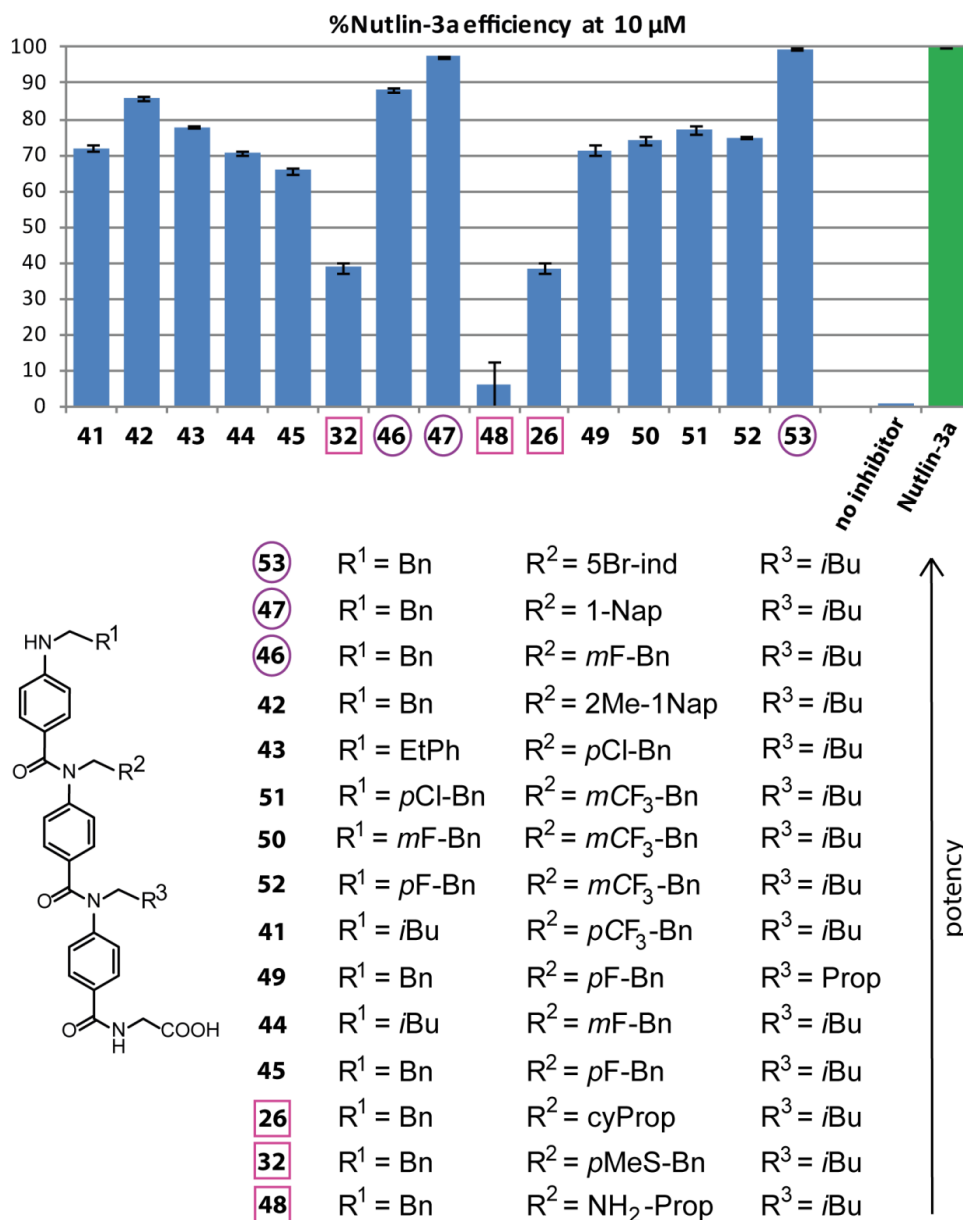 %Nutlin-3a efficiency at 10 µM
100
90
80
70
60
50
40
30
20
10
0
41 42 43 44 45 32 46 47 48 26 49 50 51 52 53
no inhibitor
Nutlin-3a
53 R¹ = Bn R² = 5Br-ind R³ = iBu
47 R¹ = Bn R² = 1-Nap R³ = iBu
46 R¹ = Bn R² = mF-Bn R³ = iBu
42 R¹ = Bn R² = 2Me-1Nap R³ = iBu
43 R¹ = EtPh R² = pCl-Bn R³ = iBu
51 R¹ = pCl-Bn R² = mCF₃-Bn R³ = iBu
50 R¹ = mF-Bn R² = mCF₃-Bn R³ = iBu
52 R¹ = pF-Bn R² = mCF₃-Bn R³ = iBu
41 R¹ = iBu R² = pCF₃-Bn R³ = iBu
49 R¹ = Bn R² = pF-Bn R³ = Prop
44 R¹ = iBu R² = mF-Bn R³ = iBu
45 R¹ = Bn R² = pF-Bn R³ = iBu
26 R¹ = Bn R² = cyProp R³ = iBu
32 R¹ = Bn R² = pMeS-Bn R³ = iBu
48 R¹ = Bn R² = NH₂-Prop R³ = iBu
potency
HN R¹
O N R²
O N R³
O N COOH
H